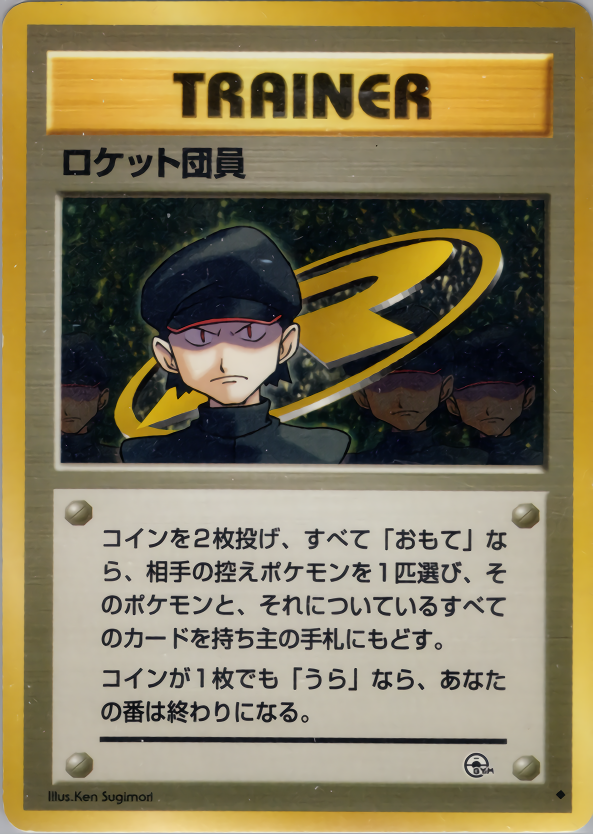 TRAINER
ロケット団員
コインを2枚投げ、すべて「おもて」な
ら、相手の控えポケモンを1匹選び、そ
のポケモンと、それについているすべて
のカードを持ち主の手札にもどす。
コインが1枚でも「うら」なら、あなた
の番は終わりになる。
GYM
Illus.Ken Sugimori